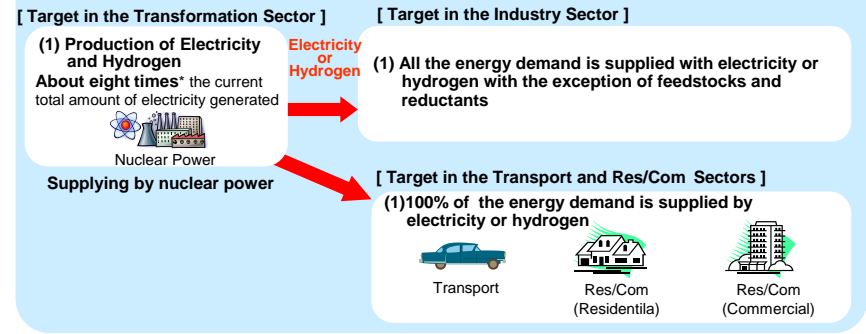 [ Target in the Transformation Sector ]
(1) Production of Electricity
and Hydrogen
About eight times* the current
total amount of electricity generated
Nuclear Power
Supplying by nuclear power
Electricity
or
Hydrogen
[ Target in the Industry Sector ]
(1) All the energy demand is supplied with electricity or
hydrogen with the exception of feedstocks and
reductants
[ Target in the Transport and Res/Com Sectors ]
(1)100% of the energy demand is supplied by
electricity or hydrogen
Transport
Res/Com
(Residentila)
Res/Com
(Commercial)